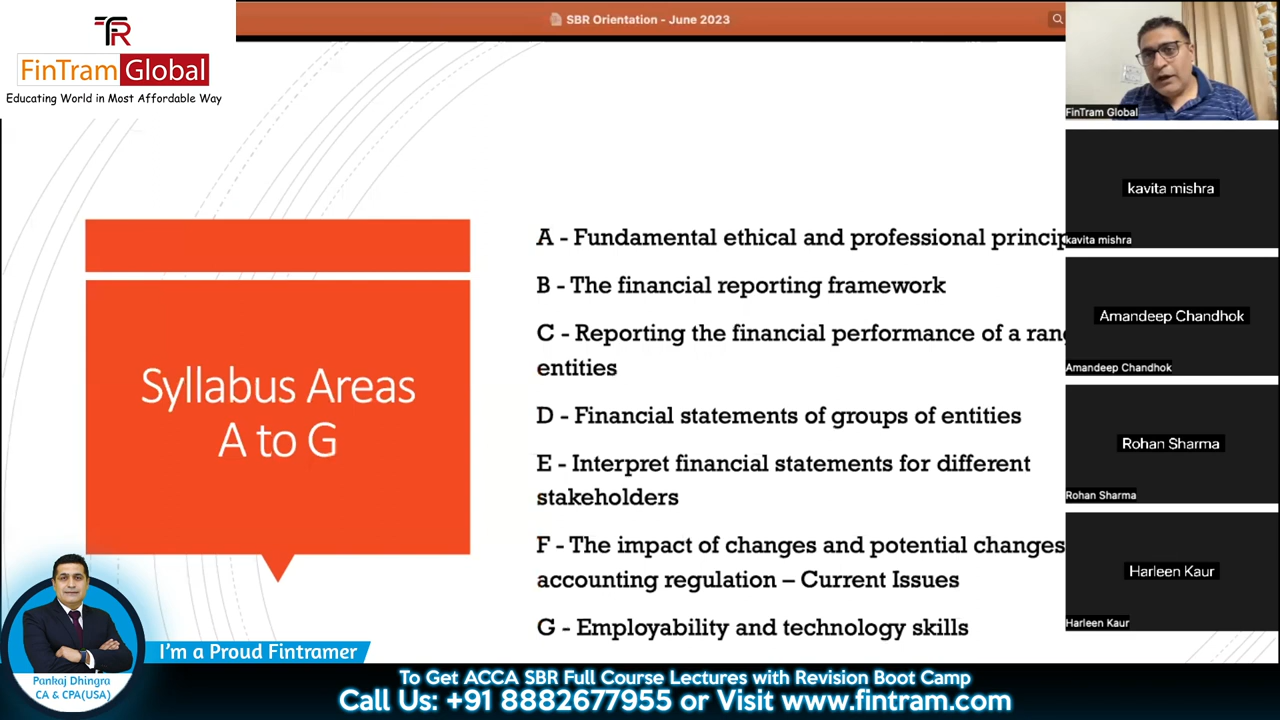 SBR Orientation - June 2023
FR
FinTram Global
Educating World in Most Affordable Way
FinTram Global
kavita mishra
kavita mishra
Amandeep Chandhok
Amandeep Chandhok
Rohan Sharma
Rohan Sharma
Harleen Kaur
Harleen Kaur
Syllabus Areas
A to G
A - Fundamental ethical and professional princip
B - The financial reporting framework
C - Reporting the financial performance of a rang
entities
D - Financial statements of groups of entities
E - Interpret financial statements for different
stakeholders
F - The impact of changes and potential changes
accounting regulation – Current Issues
G - Employability and technology skills
I'm a Proud Fintramer
Pankaj Dhingra
CA & CPA(USA)
To Get ACCA SBR Full Course Lectures with Revision Boot Camp
Call Us: +91 8882677955 or Visit www.fintram.com